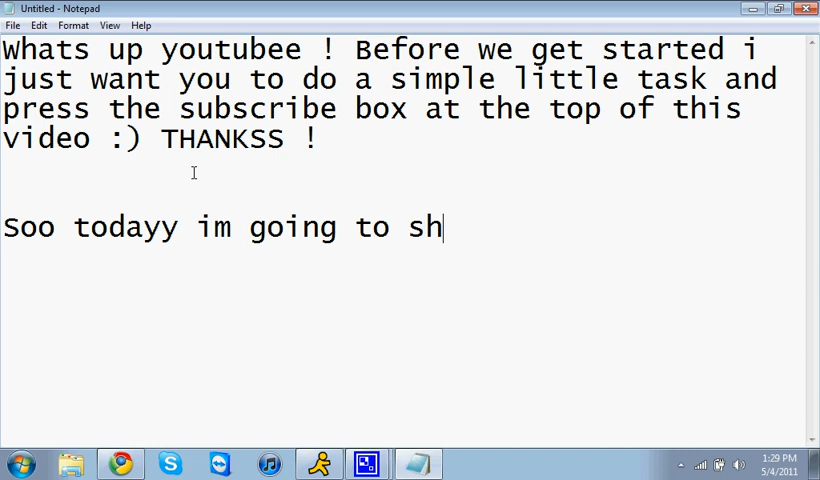 Untitled - Notepad
File Edit Format View Help
Whats up youtubee ! Before we get started i
just want you to do a simple little task and
press the subscribe box at the top of this
video :) THANKSS !
Soo todayy im going to sh
1:29 PM
5/4/2011